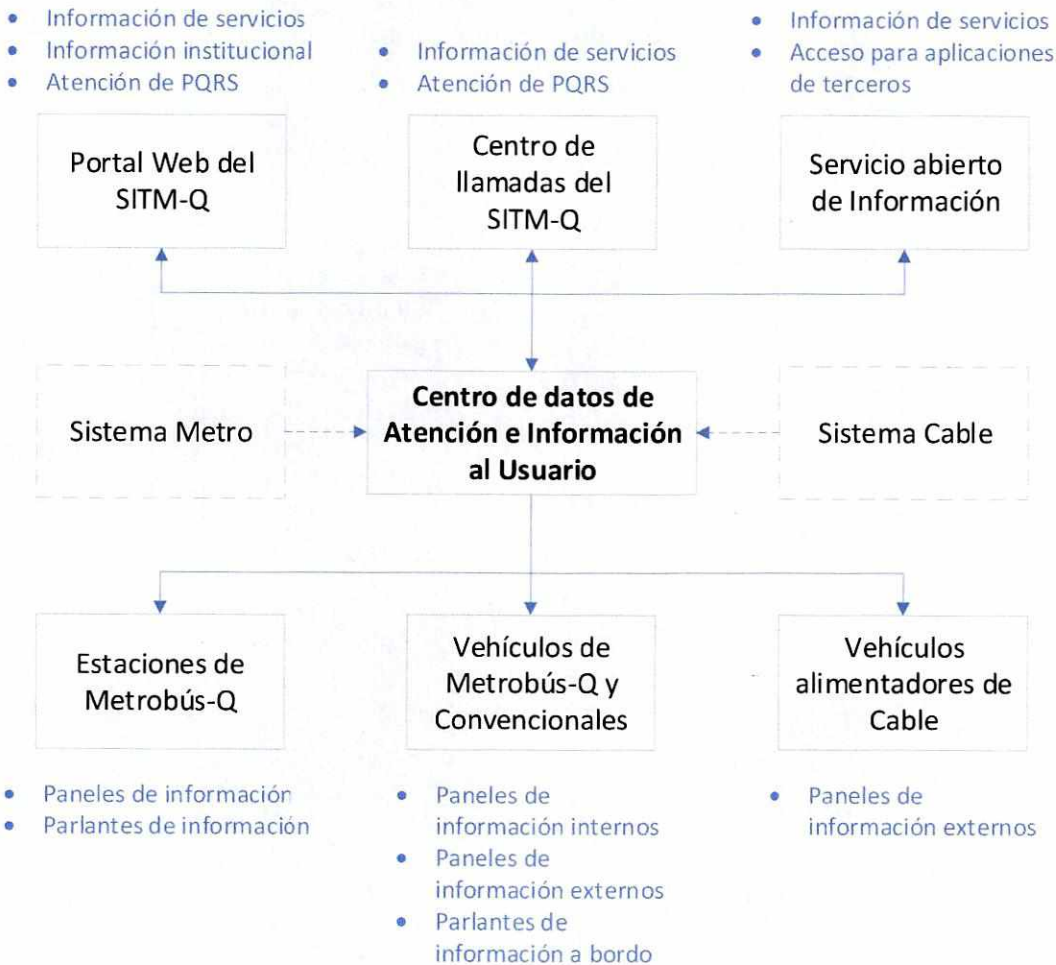 • Información de servicios
• Información institucional
• Atención de PQRS
• Información de servicios
• Atención de PQRS
• Información de servicios
• Acceso para aplicaciones
de terceros
Portal Web del
SITM-Q
Centro de
llamadas del
SITM-Q
Servicio abierto
de Información
Sistema Metro
Centro de datos de
Atención e Información
al Usuario
Sistema Cable
Estaciones de
Metrobús-Q
Vehículos de
Metrobús-Q y
Convencionales
Vehículos
alimentadores de
Cable
• Paneles de información
• Parlantes de información
• Paneles de
información internos
• Paneles de
información externos
• Parlantes de
información a bordo
• Paneles de
información externos